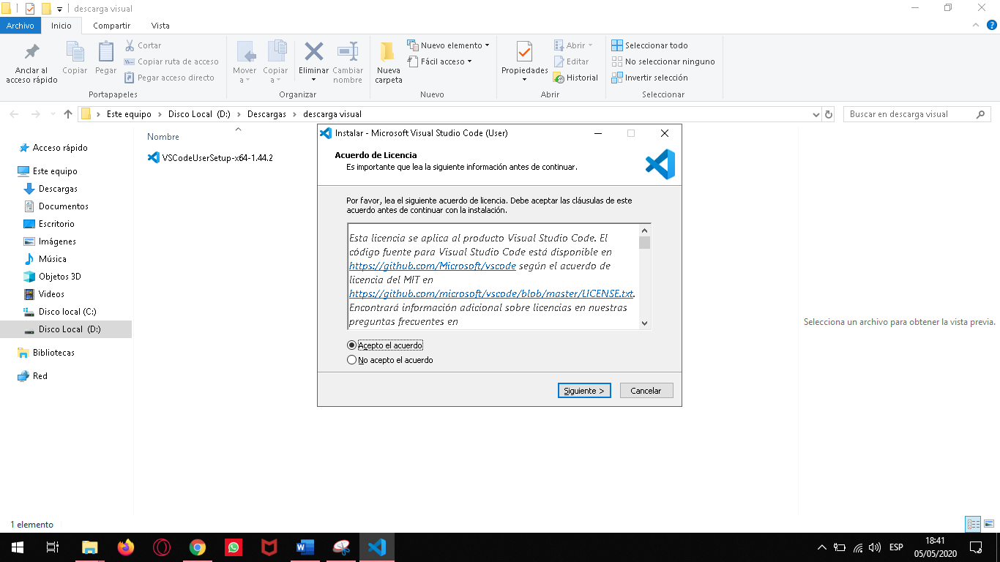 descarga visual
Archivo Inicio Compartir Vista
Anclar al acceso rápido
Copiar
Pegar
Cortar
Copiar ruta de acceso
Pegar acceso directo
Portapapeles
Mover a
Copiar a
Eliminar
Cambiar nombre
Organizar
Nueva carpeta
Nuevo elemento
Fácil acceso
Nuevo
Propiedades
Abrir
Editar
Historial
Abrir
Seleccionar todo
No seleccionar ninguno
Invertir selección
Seleccionar
Este equipo > Disco Local (D:) > Descargas > descarga visual
Buscar en descarga visual
Acceso rápido
Este equipo
Descargas
Documentos
Escritorio
Imágenes
Música
Objetos 3D
Videos
Disco local (C:)
Disco Local (D:)
Bibliotecas
Red
Nombre
VSCodeUserSetup-x64-1.44.2
Instalar - Microsoft Visual Studio Code (User)
Acuerdo de Licencia
Es importante que lea la siguiente información antes de continuar.
Por favor, lea el siguiente acuerdo de licencia. Debe aceptar las cláusulas de este
acuerdo antes de continuar con la instalación.
Esta licencia se aplica al producto Visual Studio Code. El
código fuente para Visual Studio Code está disponible en
https://github.com/Microsoft/vscode según el acuerdo de
licencia del MIT en
https://github.com/microsoft/vscode/blob/master/LICENSE.txt.
Encontrará información adicional sobre licencias en nuestras
preguntas frecuentes en
Acepto el acuerdo
No acepto el acuerdo
Siguiente >
Cancelar
Selecciona un archivo para obtener la vista previa.
1 elemento
ESP
18:41
05/05/2020